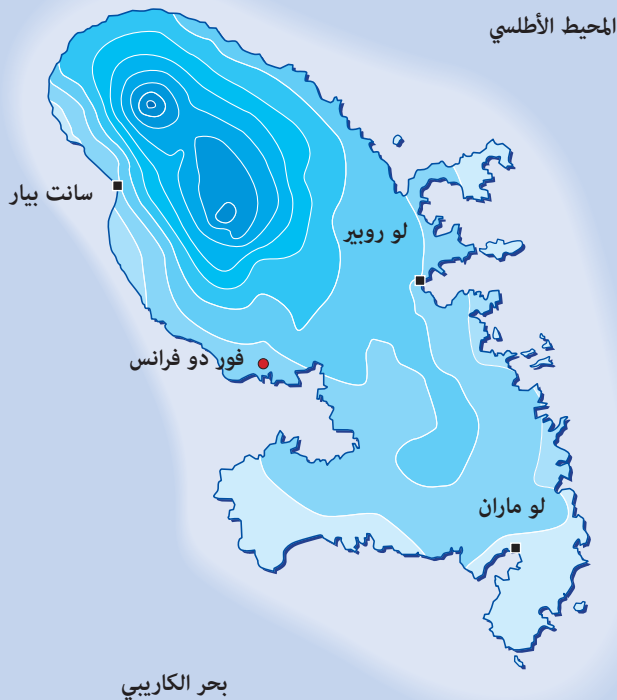 المحيط الأطلسي
سانت بيار
لو روبير
فور دو فرانس
لو ماران
بحر الكاريبي